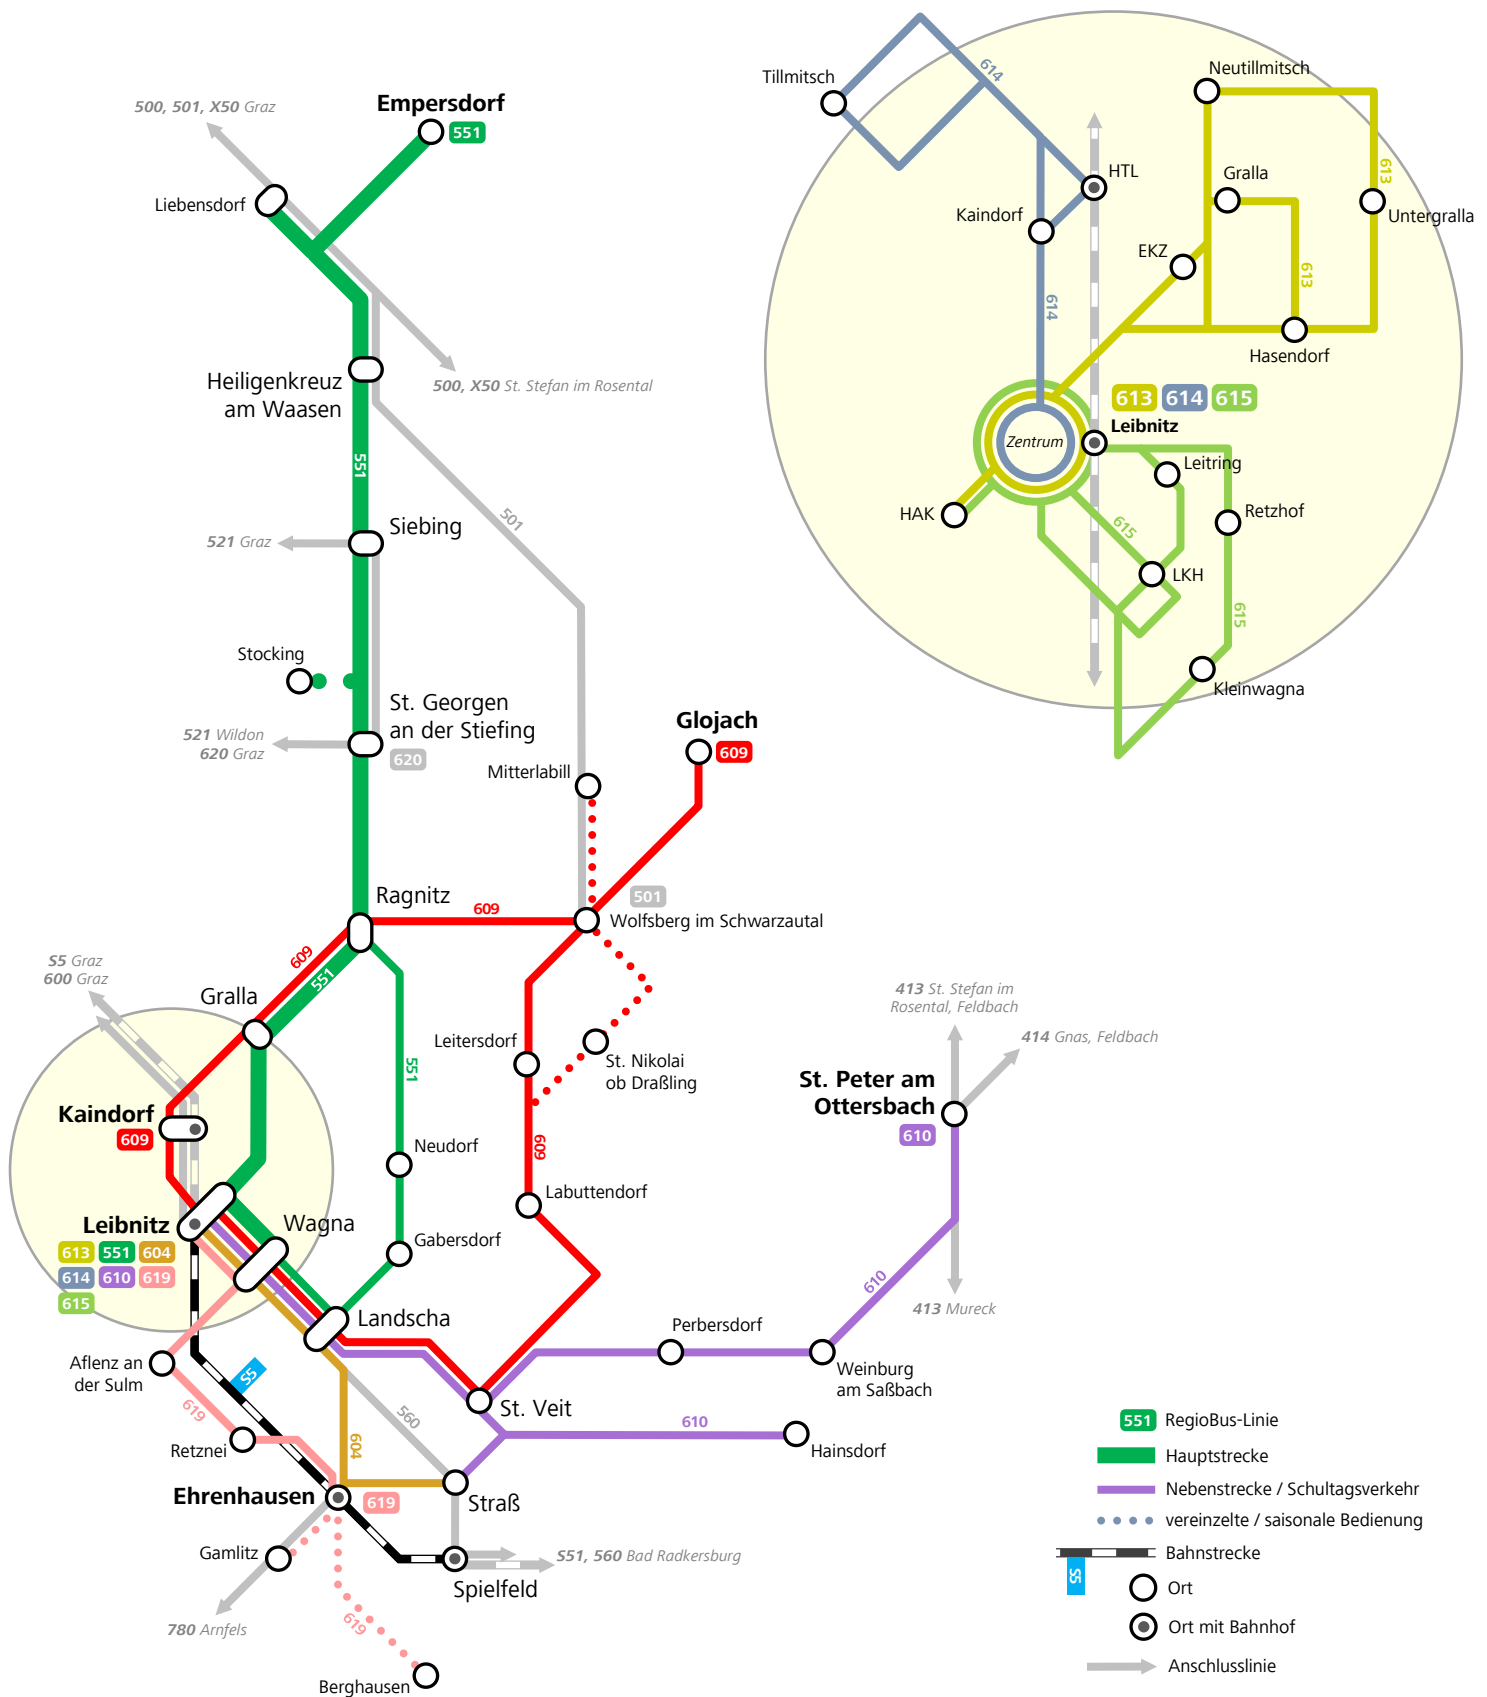 500, 501, X50 Graz
Empersdorf
551
Liebensdorf
500, X50 St. Stefan im Rosental
Heiligenkreuz
am Waasen
551
501
Siebing
521 Graz
Stocking
St. Georgen
an der Stiefing
620
521 Wildon
620 Graz
Glojach
609
Mitterlabill
Ragnitz
609
501
Wolfsberg im Schwarzautal
609
551
S5 Graz
600 Graz
Gralla
Leitersdorf
St. Nikolai
ob Draßling
551
413 St. Stefan im
Rosental, Feldbach
414 Gnas, Feldbach
St. Peter am
Ottersbach
610
Kaindorf
609
Neudorf
609
Labuttendorf
Leibnitz
613 551 604
614 610 619
615
Wagna
Gabersdorf
610
413 Mureck
Landscha
Perbersdorf
Weinburg
am Saßbach
Aflenz an
der Sulm
S5
619
560
St. Veit
610
Hainsdorf
Retznei
604
Ehrenhausen
619
Straß
Gamlitz
S51, 560 Bad Radkersburg
Spielfeld
780 Arnfels
619
Berghausen
Tillmitsch
614
Neutillmitsch
HTL
Gralla
613
Untergralla
Kaindorf
EKZ
614
613
Hasendorf
613 614 615
Leibnitz
Zentrum
Leitring
HAK
Retzhof
615
LKH
615
Kleinwagna
551 RegioBus-Linie
Hauptstrecke
Nebenstrecke / Schultagsverkehr
vereinzelte / saisonale Bedienung
Bahnstrecke
S5
Ort
Ort mit Bahnhof
Anschlusslinie